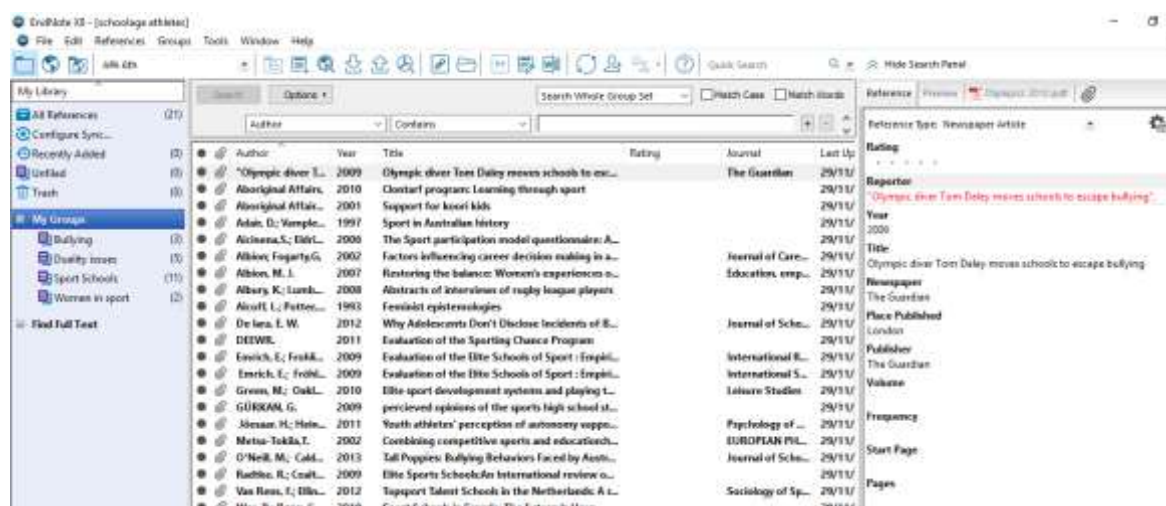 EndNote X8 - [schoolage athletes]
File Edit References Groups Tools Window Help
APA 6th Quick Search Hide Search Panel
My Library
All References (21)
Configure Sync...
Recently Added (0)
Unfiled (0)
Trash (0)
My Groups
Bullying (3)
Duality issues (5)
Sport Schools (11)
Women in sport (2)
Find Full Text
Search Options Search Whole Group Set Match Case Match Words
Author Contains
Author Year Title Rating Journal Last Up
"Olympic diver T... 2009 Olympic diver Tom Daley moves schools to esc... The Guardian 29/11/
Aboriginal Affairs, 2010 Clontarf program: Learning through sport 29/11/
Aboriginal Affair... 2001 Support for koori kids 29/11/
Adair, D.; Vample... 1997 Sport in Australian history 29/11/
Aicinena,S.; Eldri... 2000 The Sport participation model questionnaire: A... 29/11/
Albion; Fogarty,G, 2002 Factors influencing career decision making in a... Journal of Care... 29/11/
Albion, M. J. 2007 Restoring the balance: Women's experiences o... Education, emp... 29/11/
Albury, K.; Lumb... 2008 Abstracts of interviews of rugby league players 29/11/
Alcoff, L.; Potter,... 1993 Feminist epistemologies 29/11/
De lara, E. W. 2012 Why Adolescents Don't Disclose Incidents of B... Journal of Scho... 29/11/
DEEWR. 2011 Evaluation of the Sporting Chance Program 29/11/
Emrich, E.; Frohli... 2009 Evaluation of the Elite Schools of Sport : Empiri... International R... 29/11/
Emrich, E.; Fröhl... 2009 Evaluation of the Elite Schools of Sport : Empiri... International S... 29/11/
Green, M.; Oakl... 2010 Elite sport development systems and playing t... Leisure Studies 29/11/
GÜRKAN, G. 2009 percieved opinions of the sports high school st... 29/11/
Jõesaar, H.; Hein... 2011 Youth athletes' perception of autonomy suppo... Psychology of ... 29/11/
Metsa-Tokila,T. 2002 Combining competitive sports and education:h... EUROPEAN PH... 29/11/
O'Neill, M.; Cald... 2013 Tall Poppies: Bullying Behaviors Faced by Austr... Journal of Scho... 29/11/
Radtke, R.; Coalt... 2009 Elite Sports Schools:An International review o... 29/11/
Van Rens, F.; Ellin... 2012 Topsport Talent Schools in the Netherlands: A c... Sociology of Sp... 29/11/
Reference Preview
Reference Type: Newspaper Article
Rating
Reporter
"Olympic diver Tom Daley moves schools to escape bullying".
Year
2009
Title
Olympic diver Tom Daley moves schools to escape bullying
Newspaper
The Guardian
Place Published
London
Publisher
The Guardian
Volume
Frequency
Start Page
Pages